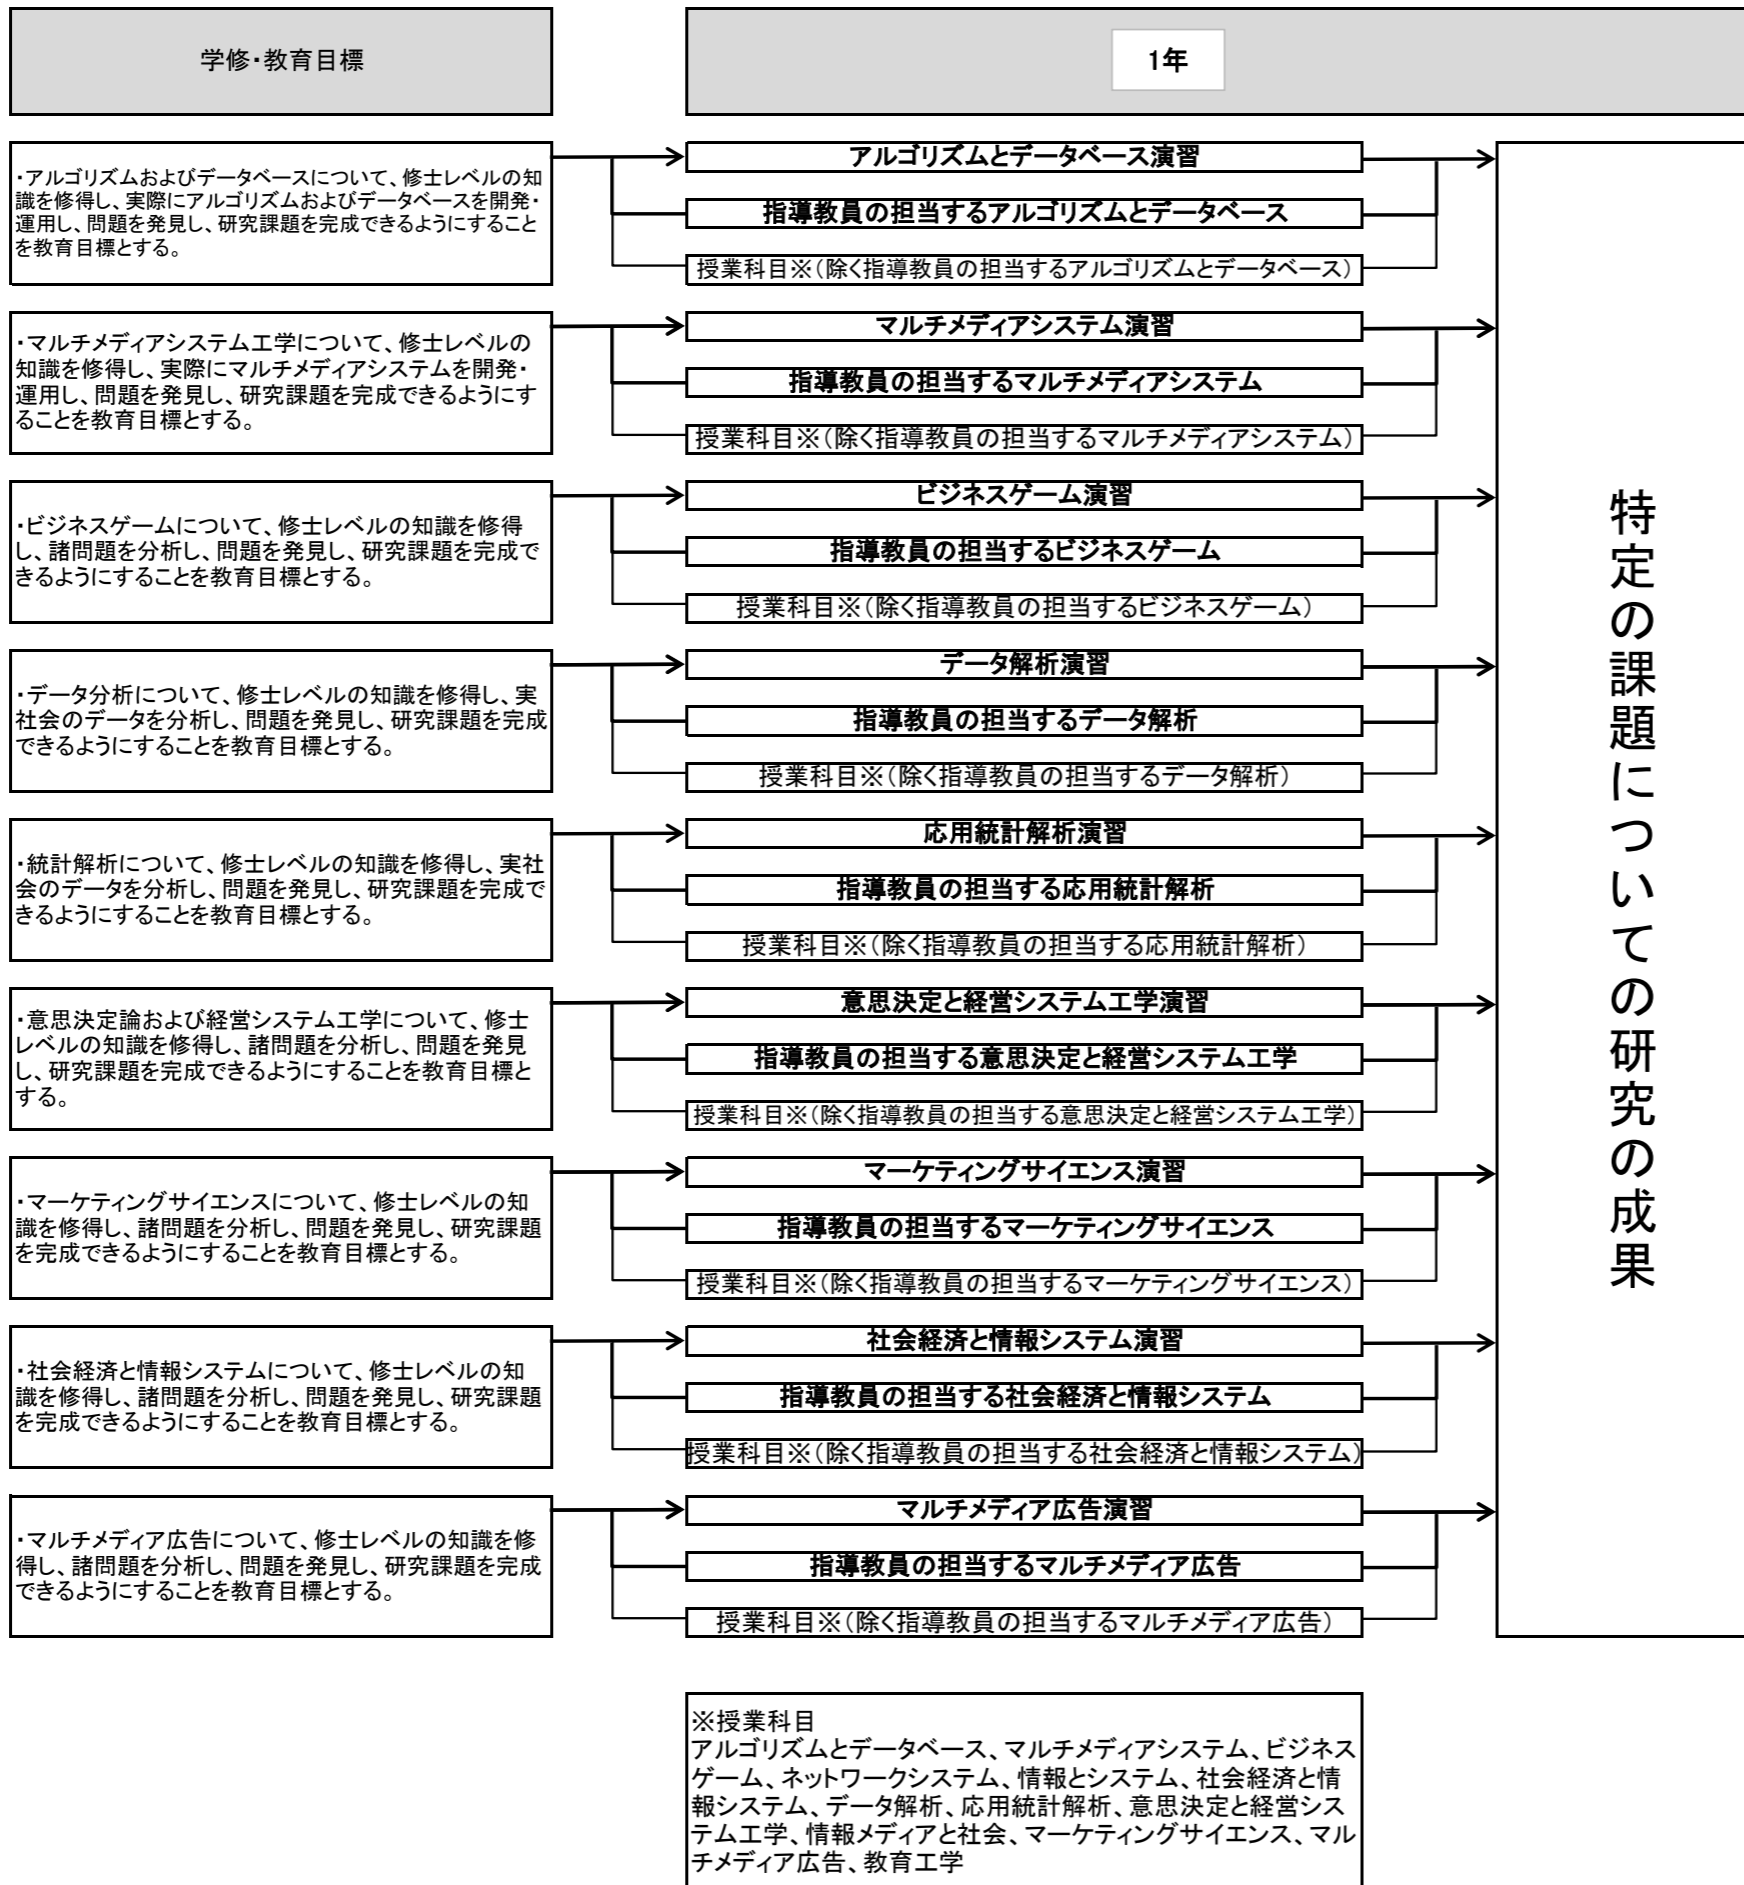 学修・教育目標
1年
・アルゴリズムおよびデータベースについて、修士レベルの知
識を修得し、実際にアルゴリズムおよびデータベースを開発・
運用し、問題を発見し、研究課題を完成できるようにすること
を教育目標とする。
アルゴリズムとデータベース演習
指導教員の担当するアルゴリズムとデータベース
授業科目※(除く指導教員の担当するアルゴリズムとデータベース)
・マルチメディアシステム工学について、修士レベルの
知識を修得し、実際にマルチメディアシステムを開発・
運用し、問題を発見し、研究課題を完成できるようにす
ることを教育目標とする。
マルチメディアシステム演習
指導教員の担当するマルチメディアシステム
授業科目※(除く指導教員の担当するマルチメディアシステム)
・ビジネスゲームについて、修士レベルの知識を修得
し、諸問題を分析し、問題を発見し、研究課題を完成で
きるようにすることを教育目標とする。
ビジネスゲーム演習
指導教員の担当するビジネスゲーム
授業科目※(除く指導教員の担当するビジネスゲーム)
・データ分析について、修士レベルの知識を修得し、実
社会のデータを分析し、問題を発見し、研究課題を完成
できるようにすることを教育目標とする。
データ解析演習
指導教員の担当するデータ解析
授業科目※(除く指導教員の担当するデータ解析)
・統計解析について、修士レベルの知識を修得し、実社
会のデータを分析し、問題を発見し、研究課題を完成で
きるようにすることを教育目標とする。
応用統計解析演習
指導教員の担当する応用統計解析
授業科目※(除く指導教員の担当する応用統計解析)
・意思決定論および経営システム工学について、修士
レベルの知識を修得し、諸問題を分析し、問題を発見
し、研究課題を完成できるようにすることを教育目標と
する。
意思決定と経営システム工学演習
指導教員の担当する意思決定と経営システム工学
授業科目※(除く指導教員の担当する意思決定と経営システム工学)
・マーケティングサイエンスについて、修士レベルの知
識を修得し、諸問題を分析し、問題を発見し、研究課題
を完成できるようにすることを教育目標とする。
マーケティングサイエンス演習
指導教員の担当するマーケティングサイエンス
授業科目※(除く指導教員の担当するマーケティングサイエンス)
・社会経済と情報システムについて、修士レベルの知
識を修得し、諸問題を分析し、問題を発見し、研究課題
を完成できるようにすることを教育目標とする。
社会経済と情報システム演習
指導教員の担当する社会経済と情報システム
授業科目※(除く指導教員の担当する社会経済と情報システム)
・マルチメディア広告について、修士レベルの知識を修
得し、諸問題を分析し、問題を発見し、研究課題を完成
できるようにすることを教育目標とする。
マルチメディア広告演習
指導教員の担当するマルチメディア広告
授業科目※(除く指導教員の担当するマルチメディア広告)
特定の課題についての研究の成果
※授業科目
アルゴリズムとデータベース、マルチメディアシステム、ビジネス
ゲーム、ネットワークシステム、情報とシステム、社会経済と情
報システム、データ解析、応用統計解析、意思決定と経営シス
テム工学、情報メディアと社会、マーケティングサイエンス、マル
チメディア広告、教育工学